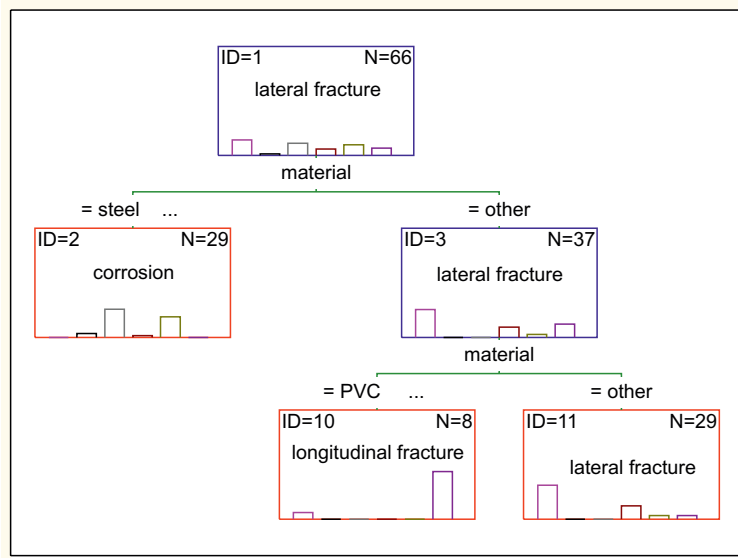 ID=1 N=66
lateral fracture
material
= steel ... = other
ID=2 N=29 ID=3 N=37
corrosion lateral fracture
material
= PVC ... = other
ID=10 N=8 ID=11 N=29
longitudinal fracture lateral fracture